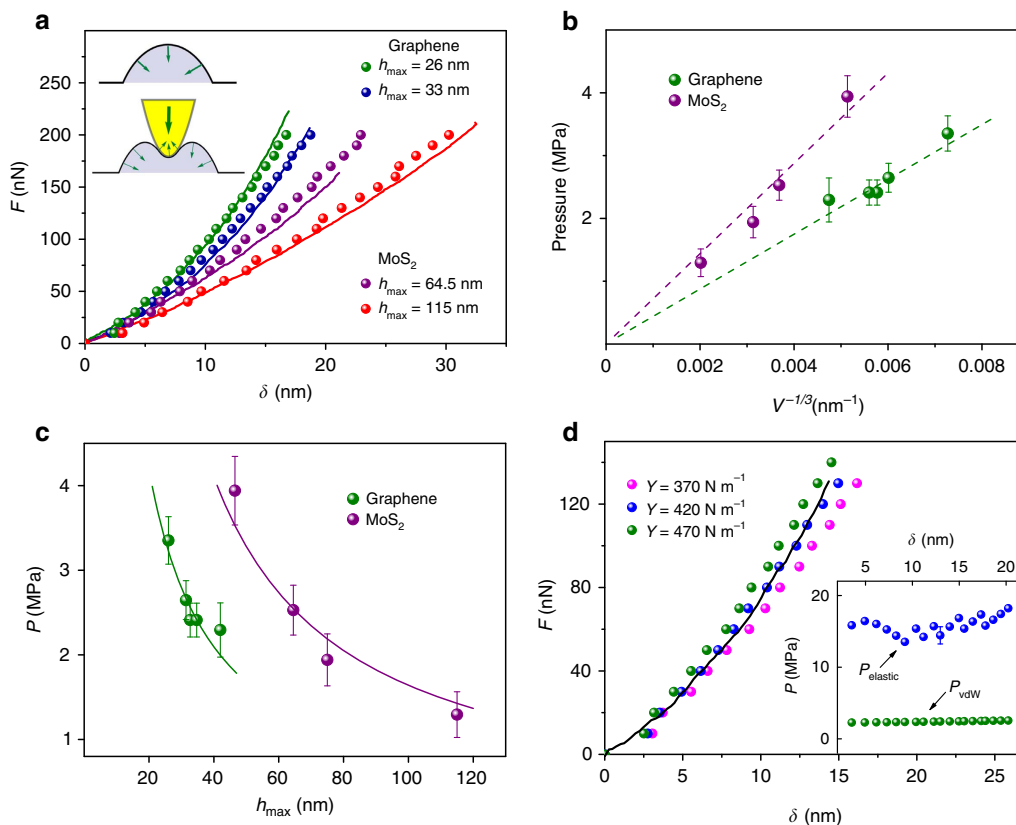 a
Graphene
h_max = 26 nm
h_max = 33 nm
MoS₂
h_max = 64.5 nm
h_max = 115 nm
250
200
150
100
50
0
F (nN)
0 10 20 30
δ (nm)
b
Graphene
MoS₂
4
2
Pressure (MPa)
0.000 0.002 0.004 0.006 0.008
V⁻¹/³(nm⁻¹)
c
Graphene
MoS₂
4
3
2
1
P (MPa)
20 40 60 80 100 120
h_max (nm)
d
Y = 370 N m⁻¹
Y = 420 N m⁻¹
Y = 470 N m⁻¹
120
80
40
0
F (nN)
0 5 10 15 20 25
δ (nm)
δ (nm)
5 10 15 20
20
10
0
P (MPa)
P_elastic
P_vdW